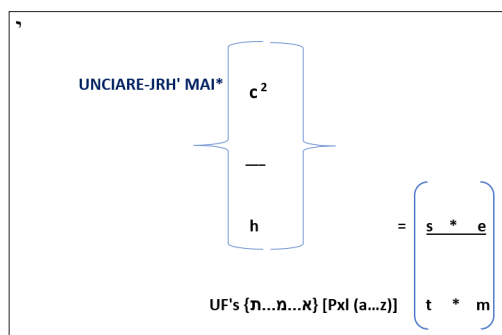 י
UNCIARE-JRH' MAI*
c²
—
h
= s * e
UF's {א...מ...ת} [Pxl (a...z)] t * m